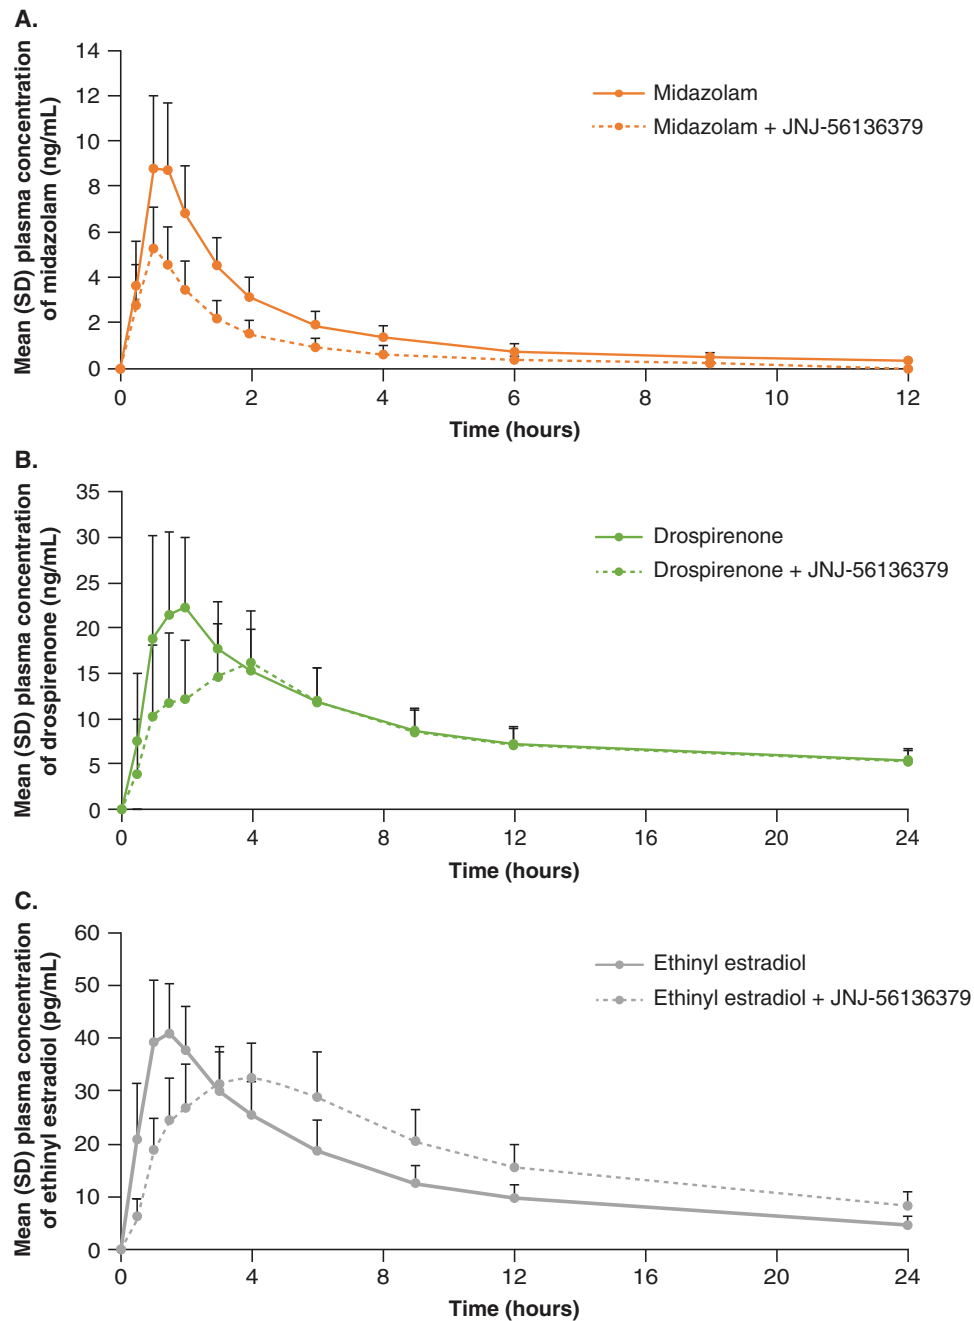 A.
Mean (SD) plasma concentration
of midazolam (ng/mL)
14
12
10
8
6
4
2
0
Midazolam
Midazolam + JNJ-56136379
0 2 4 6 8 10 12
Time (hours)
B.
Mean (SD) plasma concentration
of drospirenone (ng/mL)
35
30
25
20
15
10
5
0
Drospirenone
Drospirenone + JNJ-56136379
0 4 8 12 16 20 24
Time (hours)
C.
Mean (SD) plasma concentration
of ethinyl estradiol (pg/mL)
60
50
40
30
20
10
0
Ethinyl estradiol
Ethinyl estradiol + JNJ-56136379
0 4 8 12 16 20 24
Time (hours)